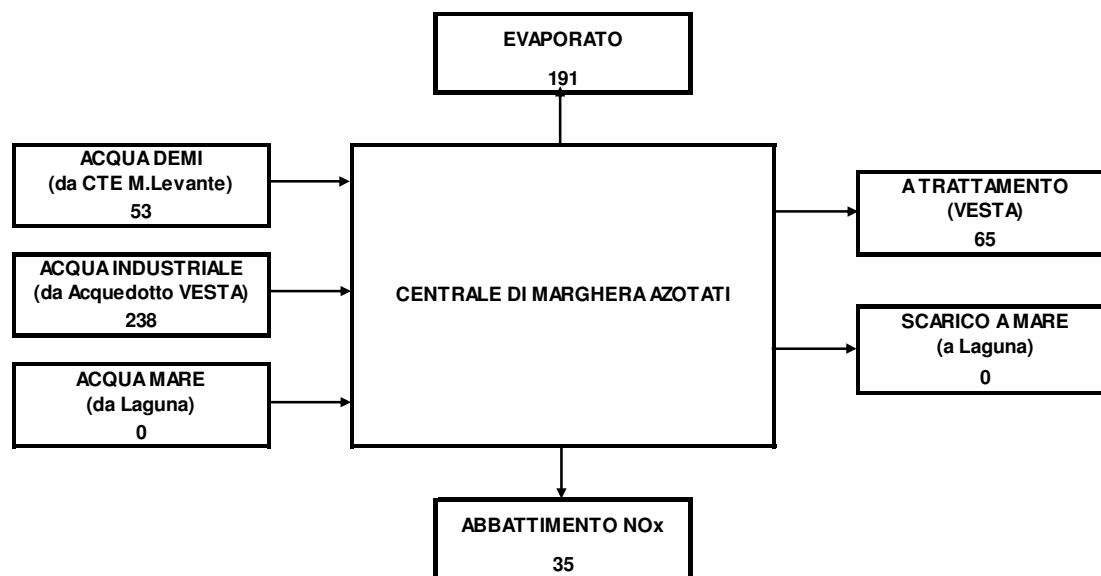 EVAPORATO
191
ACQUA DEMI
(da CTE M.Levante)
53
ACQUA INDUSTRIALE
(da Acquedotto VESTA)
238
ACQUA MARE
(da Laguna)
0
CENTRALE DI MARGHERA AZOTATI
A TRATTAMENTO
(VESTA)
65
SCARICO A MARE
(a Laguna)
0
ABBATTIMENTO NOx
35